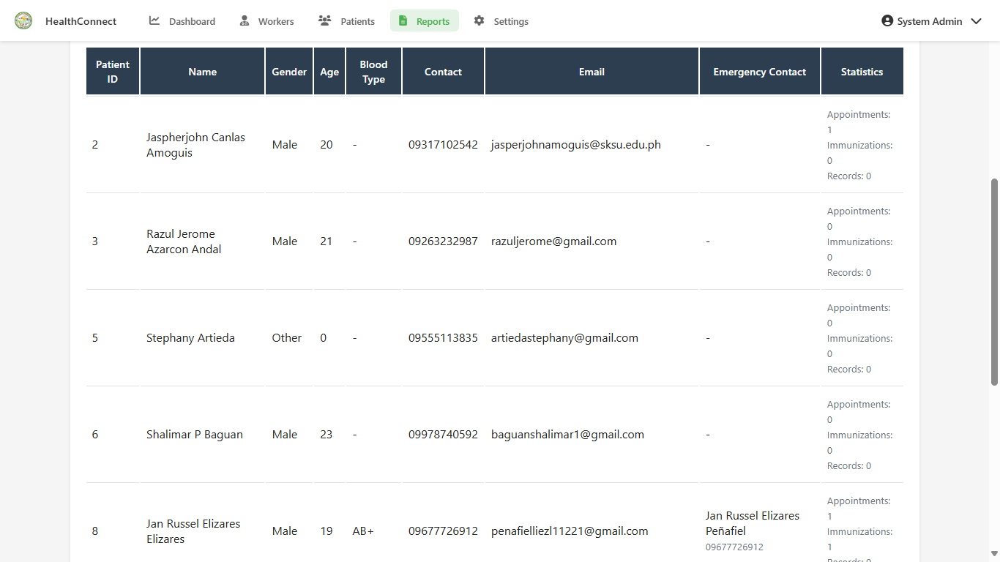 HealthConnect
Dashboard
Workers
Patients
Reports
Settings
System Admin
Patient ID
Name
Gender
Age
Blood Type
Contact
Email
Emergency Contact
Statistics
2
Jaspherjohn Canlas
Amoguis
Male
20
-
09317102542
jasperjohnamoguis@sksu.edu.ph
-
Appointments:
1
Immunizations:
0
Records: 0
3
Razul Jerome
Azarcon Andal
Male
21
-
09263232987
razuljerome@gmail.com
-
Appointments:
0
Immunizations:
0
Records: 0
5
Stephany Artieda
Other
0
-
09555113835
artiedastephany@gmail.com
-
Appointments:
0
Immunizations:
0
Records: 0
6
Shalimar P Baguan
Male
23
-
09978740592
baguanshalimar1@gmail.com
-
Appointments:
0
Immunizations:
0
Records: 0
8
Jan Russel Elizares
Elizares
Male
19
AB+
09677726912
penafielliezl11221@gmail.com
Jan Russel Elizares
Peñafiel
09677726912
Appointments:
1
Immunizations:
1
Records: 0